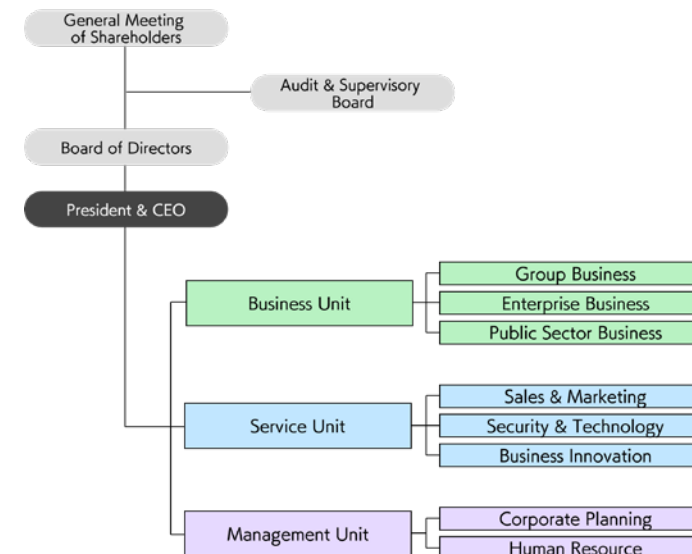 General Meeting
of Shareholders
Audit & Supervisory
Board
Board of Directors
President & CEO
Business Unit
Group Business
Enterprise Business
Public Sector Business
Service Unit
Sales & Marketing
Security & Technology
Business Innovation
Management Unit
Corporate Planning
Human Resource